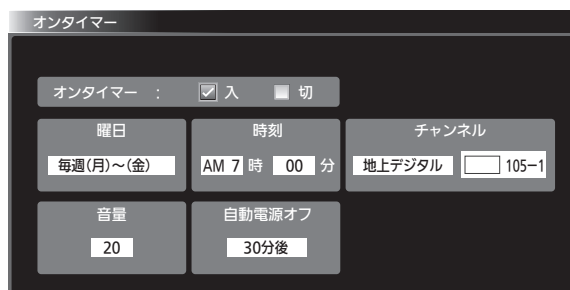 オンタイマー
オンタイマー : 入 切
曜日 時刻 チャンネル
毎週(月)~(金) AM 7 時 00 分 地上デジタル 105-1
音量 自動電源オフ
20 30分後